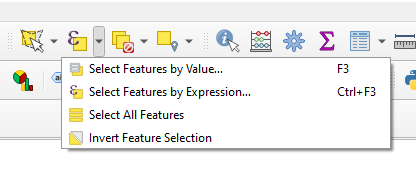 Select Features by Value... F3
Select Features by Expression... Ctrl+F3
Select All Features
Invert Feature Selection